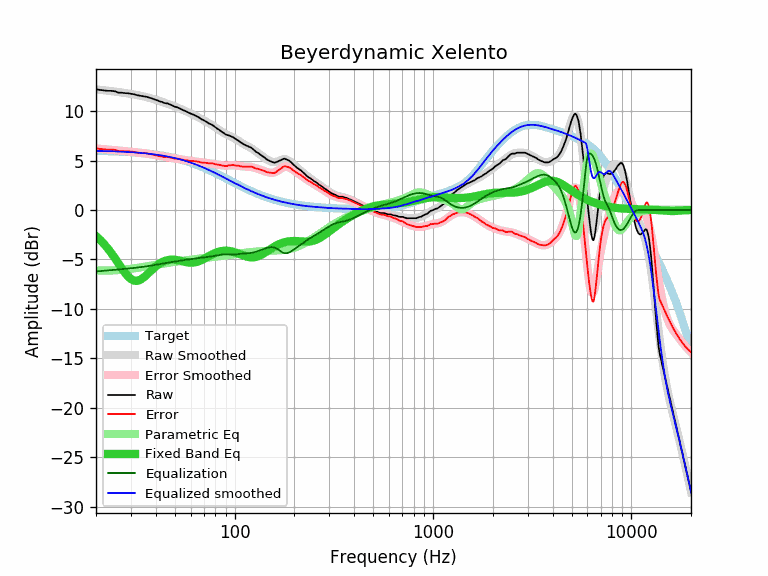 Beyerdynamic Xelento
Amplitude (dBr)
10
5
0
−5
−10
−15
−20
−25
−30
Target
Raw Smoothed
Error Smoothed
Raw
Error
Parametric Eq
Fixed Band Eq
Equalization
Equalized smoothed
100 1000 10000
Frequency (Hz)